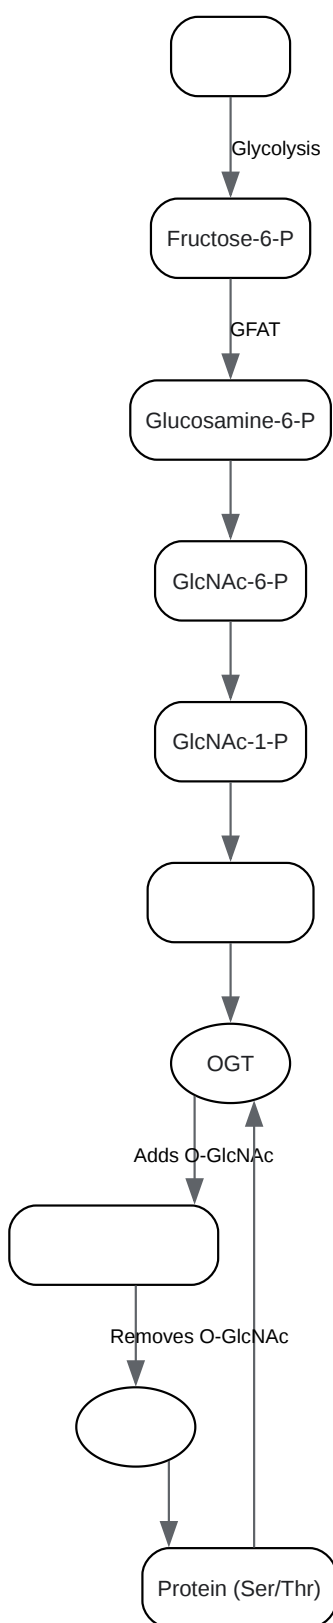 Glycolysis
Fructose-6-P
GFAT
Glucosamine-6-P
GlcNAc-6-P
GlcNAc-1-P
OGT
Adds O-GlcNAc
Removes O-GlcNAc
Protein (Ser/Thr)